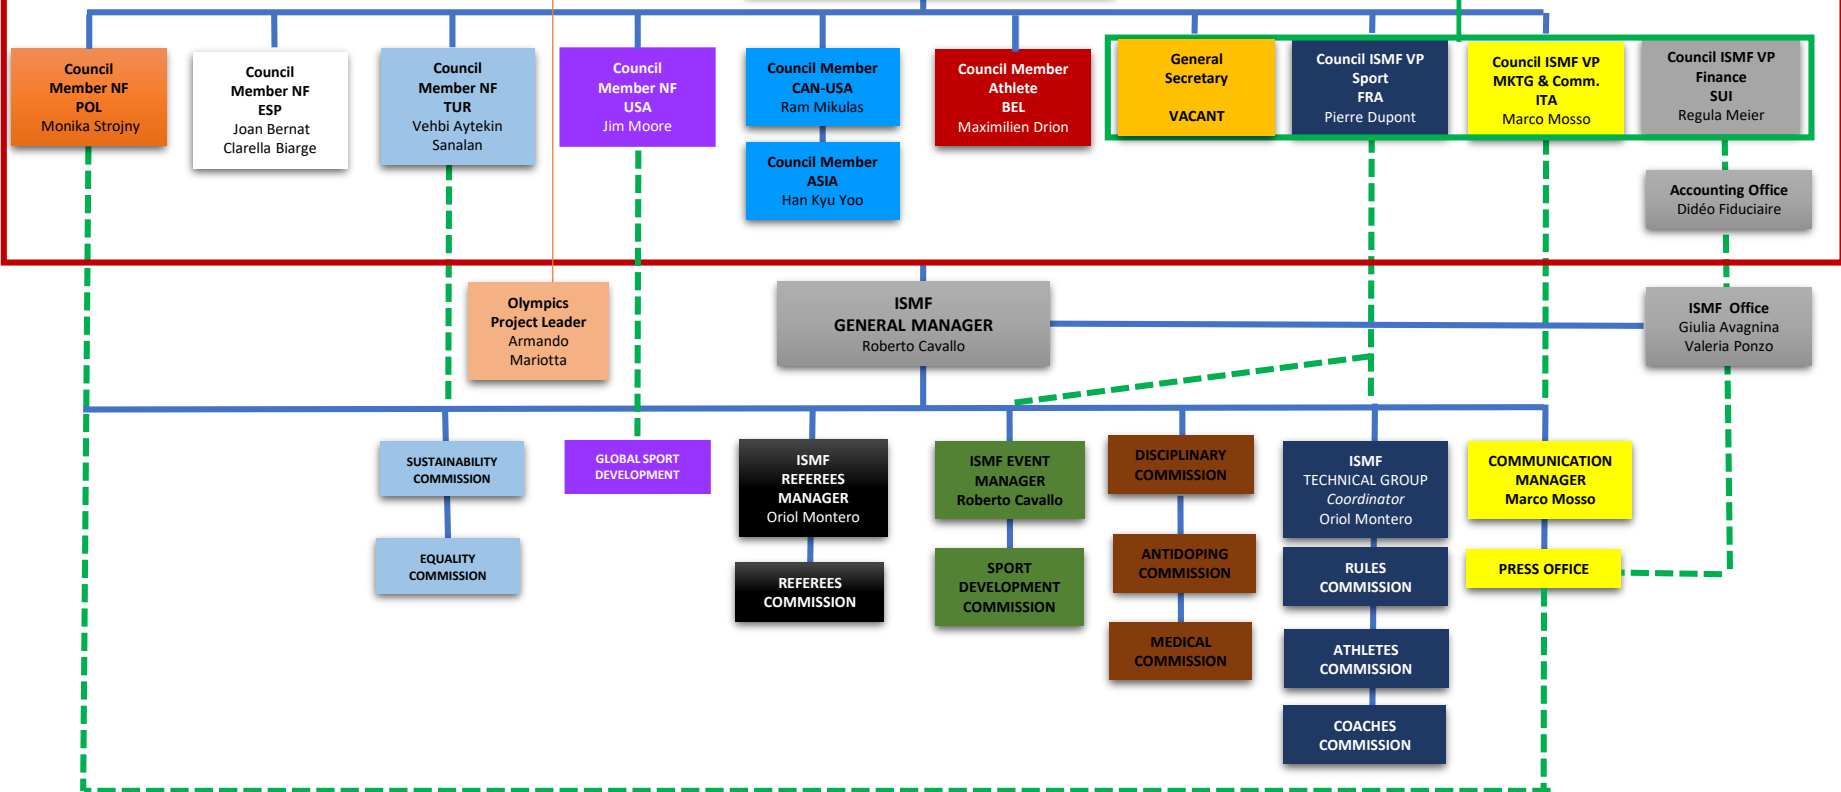 Council
Member NF
POL
Monika Strojny
Council
Member NF
ESP
Joan Bernat
Clarella Biarge
Council
Member NF
TUR
Vehbi Aytekin
Sanalan
Council
Member NF
USA
Jim Moore
Council Member
CAN-USA
Ram Mikulas
Council Member
ASIA
Han Kyu Yoo
Council Member
Athlete
BEL
Maximilien Drion
General
Secretary
VACANT
Council ISMF VP
Sport
FRA
Pierre Dupont
Council ISMF VP
MKTG & Comm.
ITA
Marco Mosso
Council ISMF VP
Finance
SUI
Regula Meier
Accounting Office
Didéo Fiduciaire
Olympics
Project Leader
Armando
Mariotta
ISMF
GENERAL MANAGER
Roberto Cavallo
ISMF Office
Giulia Avagnina
Valeria Ponzo
SUSTAINABILITY
COMMISSION
EQUALITY
COMMISSION
GLOBAL SPORT
DEVELOPMENT
ISMF
REFEREES
MANAGER
Oriol Montero
REFEREES
COMMISSION
ISMF EVENT
MANAGER
Roberto Cavallo
SPORT
DEVELOPMENT
COMMISSION
DISCIPLINARY
COMMISSION
ANTIDOPING
COMMISSION
MEDICAL
COMMISSION
ISMF
TECHNICAL GROUP
Coordinator
Oriol Montero
RULES
COMMISSION
ATHLETES
COMMISSION
COACHES
COMMISSION
COMMUNICATION
MANAGER
Marco Mosso
PRESS OFFICE